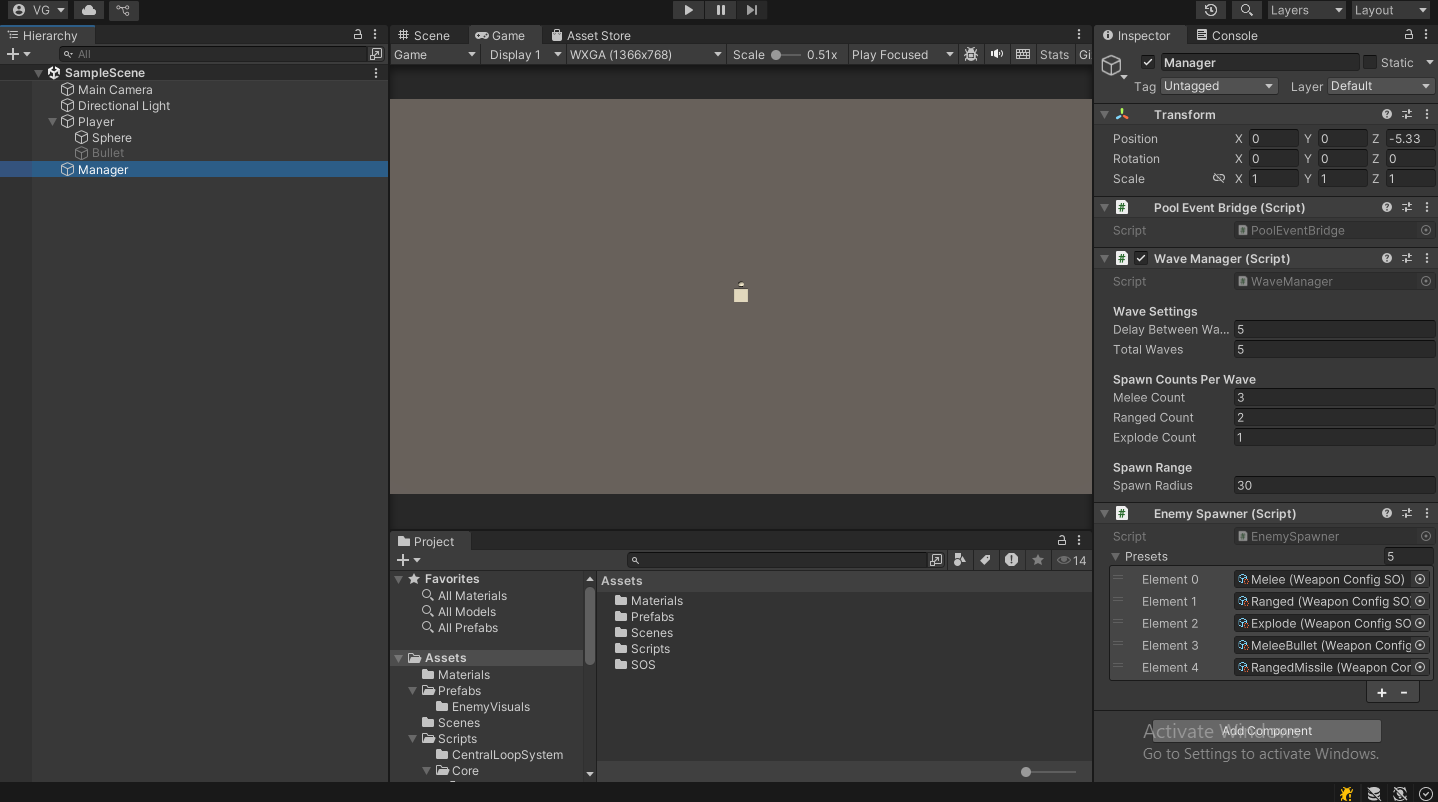 VG
Layers
Layout
Hierarchy
All
SampleScene
Main Camera
Directional Light
Player
Sphere
Bullet
Manager
Scene
Game
Asset Store
Game
Display 1
WXGA (1366x768)
Scale
0.51x
Play Focused
Stats
Gi
Project
14
Favorites
All Materials
All Models
All Prefabs
Assets
Materials
Prefabs
EnemyVisuals
Scenes
Scripts
CentralLoopSystem
Core
Assets
Materials
Prefabs
Scenes
Scripts
SOS
Inspector
Console
Manager
Static
Tag Untagged Layer Default
Transform
Position X 0 Y 0 Z -5.33
Rotation X 0 Y 0 Z 0
Scale X 1 Y 1 Z 1
# Pool Event Bridge (Script)
Script PoolEventBridge
# Wave Manager (Script)
Script WaveManager
Wave Settings
Delay Between Wa... 5
Total Waves 5
Spawn Counts Per Wave
Melee Count 3
Ranged Count 2
Explode Count 1
Spawn Range
Spawn Radius 30
# Enemy Spawner (Script)
Script EnemySpawner
Presets 5
Element 0 Melee (Weapon Config SO)
Element 1 Ranged (Weapon Config SO
Element 2 Explode (Weapon Config SO
Element 3 MeleeBullet (Weapon Config
Element 4 RangedMissile (Weapon Con
+ -
Add Component
Activate Windows
Go to Settings to activate Windows.